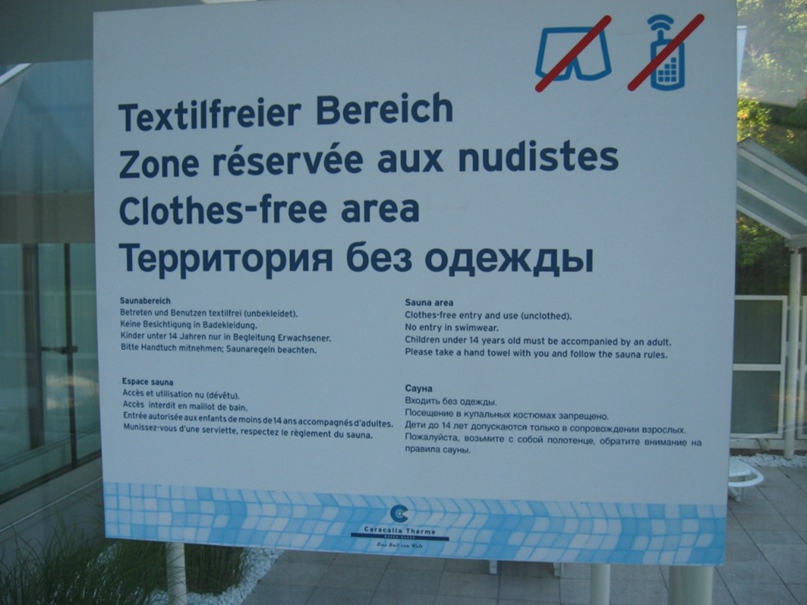 Textilfreier Bereich
Zone réservée aux nudistes
Clothes-free area
Территория без одежды
Saunabereich
Betreten und Benutzen textilfrei (unbekleidet).
Keine Besichtigung in Badekleidung.
Kinder unter 14 Jahren nur in Begleitung Erwachsener.
Bitte Handtuch mitnehmen; Saunaregeln beachten.
Sauna area
Clothes-free entry and use (unclothed).
No entry in swimwear.
Children under 14 years old must be accompanied by an adult.
Please take a hand towel with you and follow the sauna rules.
Espace sauna
Accès et utilisation nu (dévêtu).
Accès interdit en maillot de bain.
Entrée autorisée aux enfants de moins de 14 ans accompagnés d'adultes.
Munissez-vous d'une serviette, respectez le règlement du sauna.
Сауна
Входить без одежды.
Посещение в купальных костюмах запрещено.
Дети до 14 лет допускаются только в сопровождении взрослых.
Пожалуйста, возьмите с собой полотенце, обратите внимание на
правила сауны.
Caracalla Therme